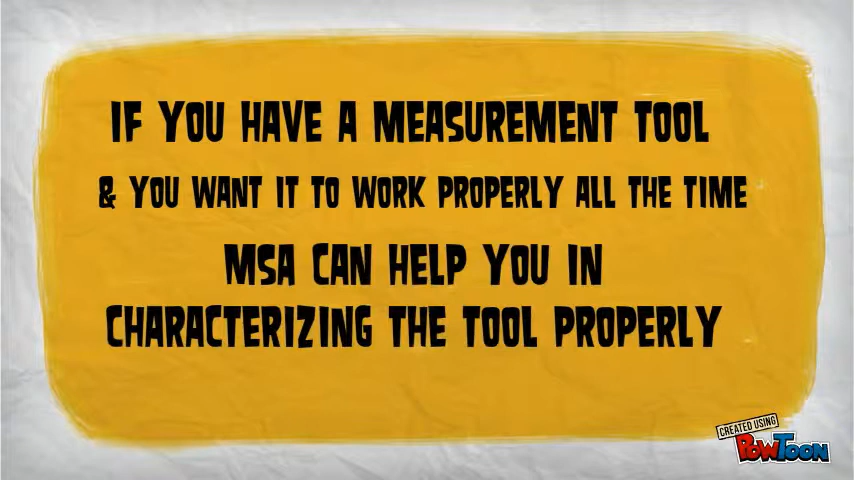 IF YOU HAVE A MEASUREMENT TOOL
& YOU WANT IT TO WORK PROPERLY ALL THE TIME
MSA CAN HELP YOU IN
CHARACTERIZING THE TOOL PROPERLY
CREATED USING
POWTOON